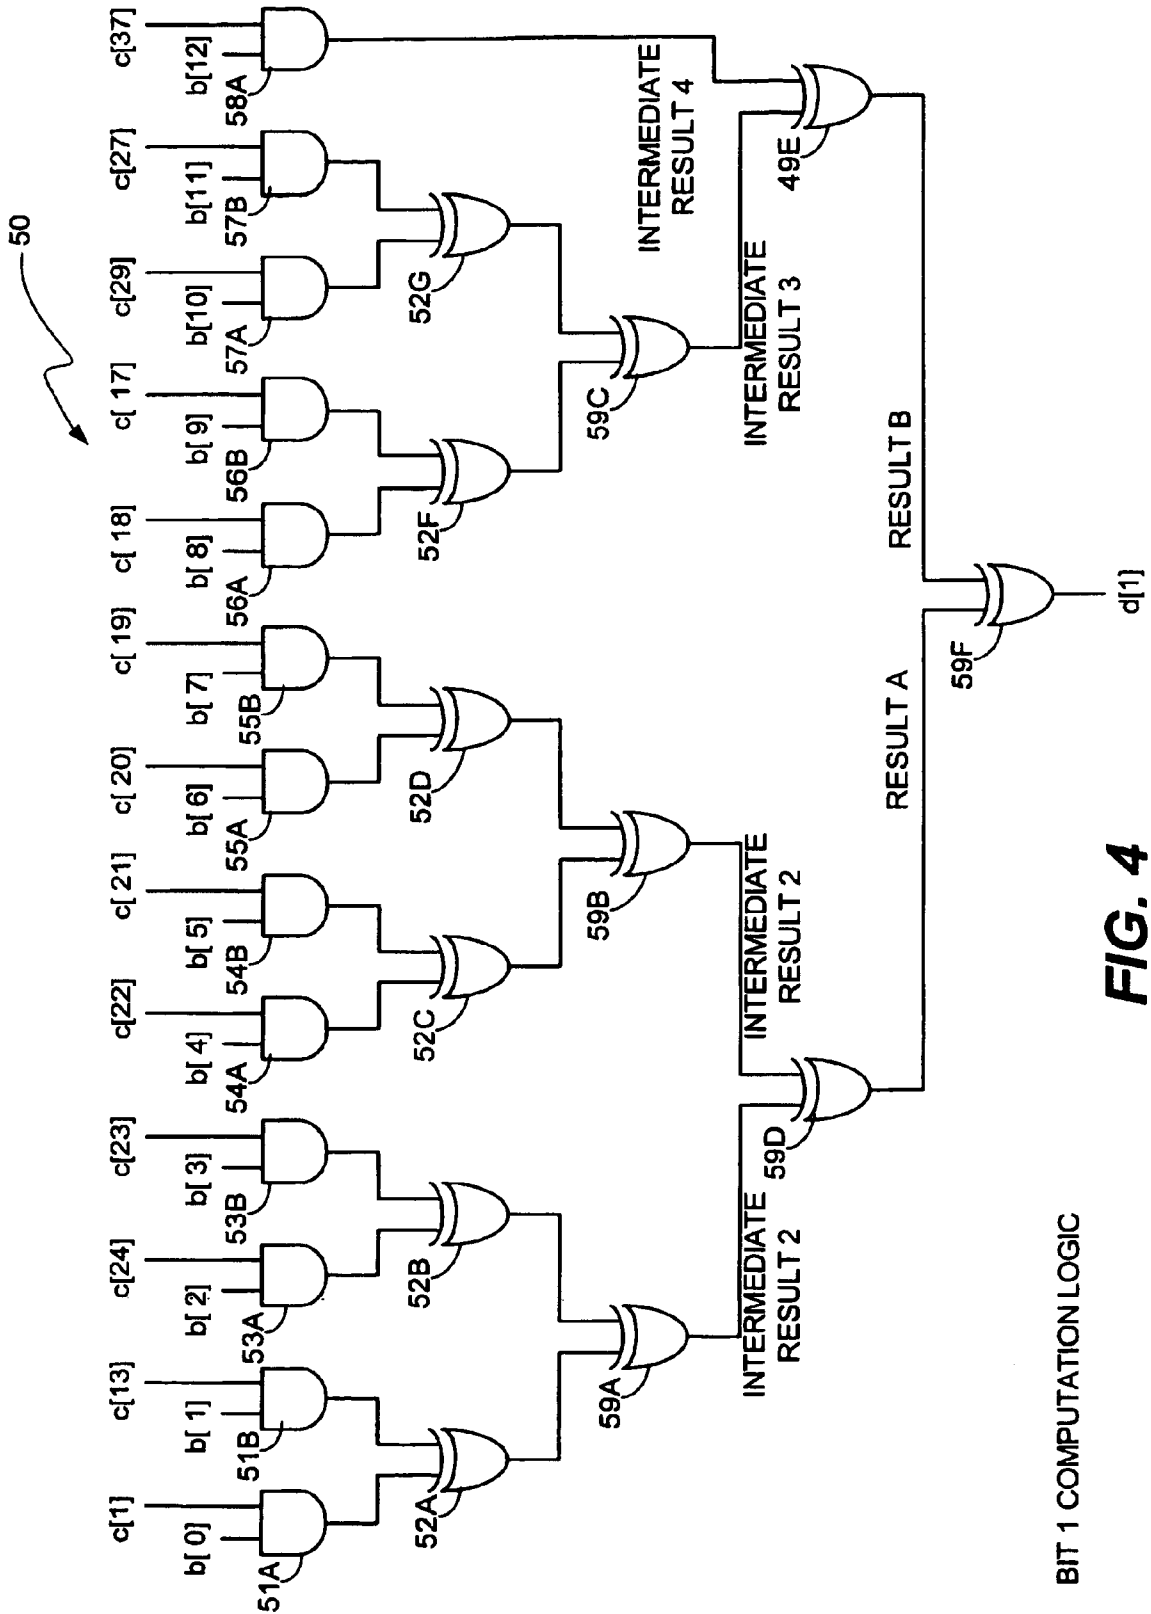 50
c[1]
c[13]
c[24]
c[23]
c[22]
c[21]
c[ 20]
c[ 19]
c[ 18]
c[ 17]
c[29]
c[27]
c[37]
b[ 0]
b[ 1]
b[ 2]
b[ 3]
b[ 4]
b[ 5]
b[ 6]
b[ 7]
b[ 8]
b[ 9]
b[10]
b[11]
b[12]
51A
51B
53A
53B
54A
54B
55A
55B
56A
56B
57A
57B
58A
52A
52B
52C
52D
52F
52G
59A
59B
59C
INTERMEDIATE
RESULT 2
INTERMEDIATE
RESULT 2
INTERMEDIATE
RESULT 3
INTERMEDIATE
RESULT 4
59D
49E
RESULT A
RESULT B
59F
d[1]
BIT 1 COMPUTATION LOGIC
FIG. 4